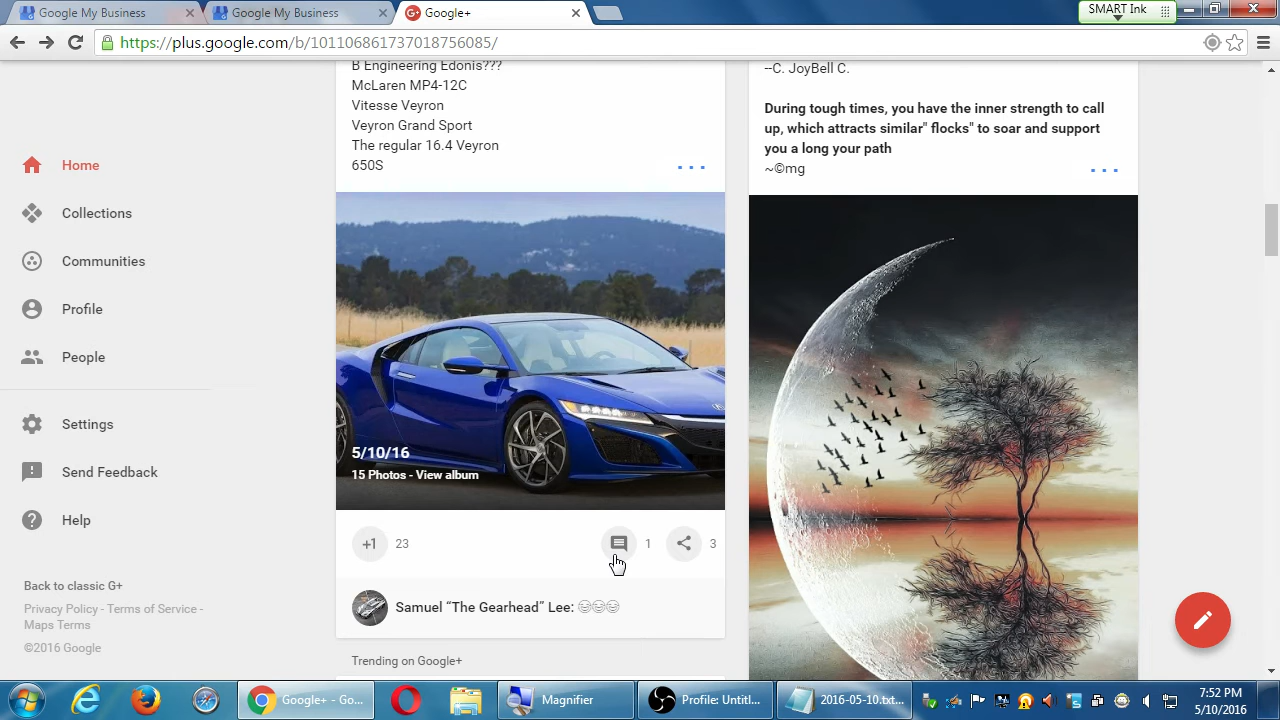 Google My Business
Google My Business
Google+
SMART Ink
https://plus.google.com/b/101106861737018756085/
Home
Collections
Communities
Profile
People
Settings
Send Feedback
Help
Back to classic G+
Privacy Policy - Terms of Service -
Maps Terms
©2016 Google
B Engineering Edonis???
McLaren MP4-12C
Vitesse Veyron
Veyron Grand Sport
The regular 16.4 Veyron
650S
5/10/16
15 Photos - View album
+1 23 1 3
Samuel “The Gearhead” Lee: 😄😄😄
Trending on Google+
--C. JoyBell C.
During tough times, you have the inner strength to call
up, which attracts similar" flocks" to soar and support
you a long your path
~©mg
Google+ - Go...
Magnifier
Profile: Untitl...
2016-05-10.txt...
7:52 PM
5/10/2016